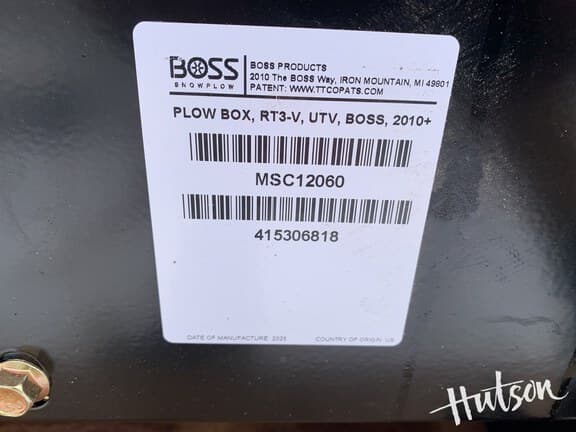 BOSS
SNOWPLOW
BOSS PRODUCTS
2010 The BOSS Way, IRON MOUNTAIN, MI 49801
PATENT: WWW.TTCOPATS.COM
PLOW BOX, RT3-V, UTV, BOSS, 2010+
MSC12060
415306818
DATE OF MANUFACTURE: 2025
COUNTRY OF ORIGIN: US
Hutson